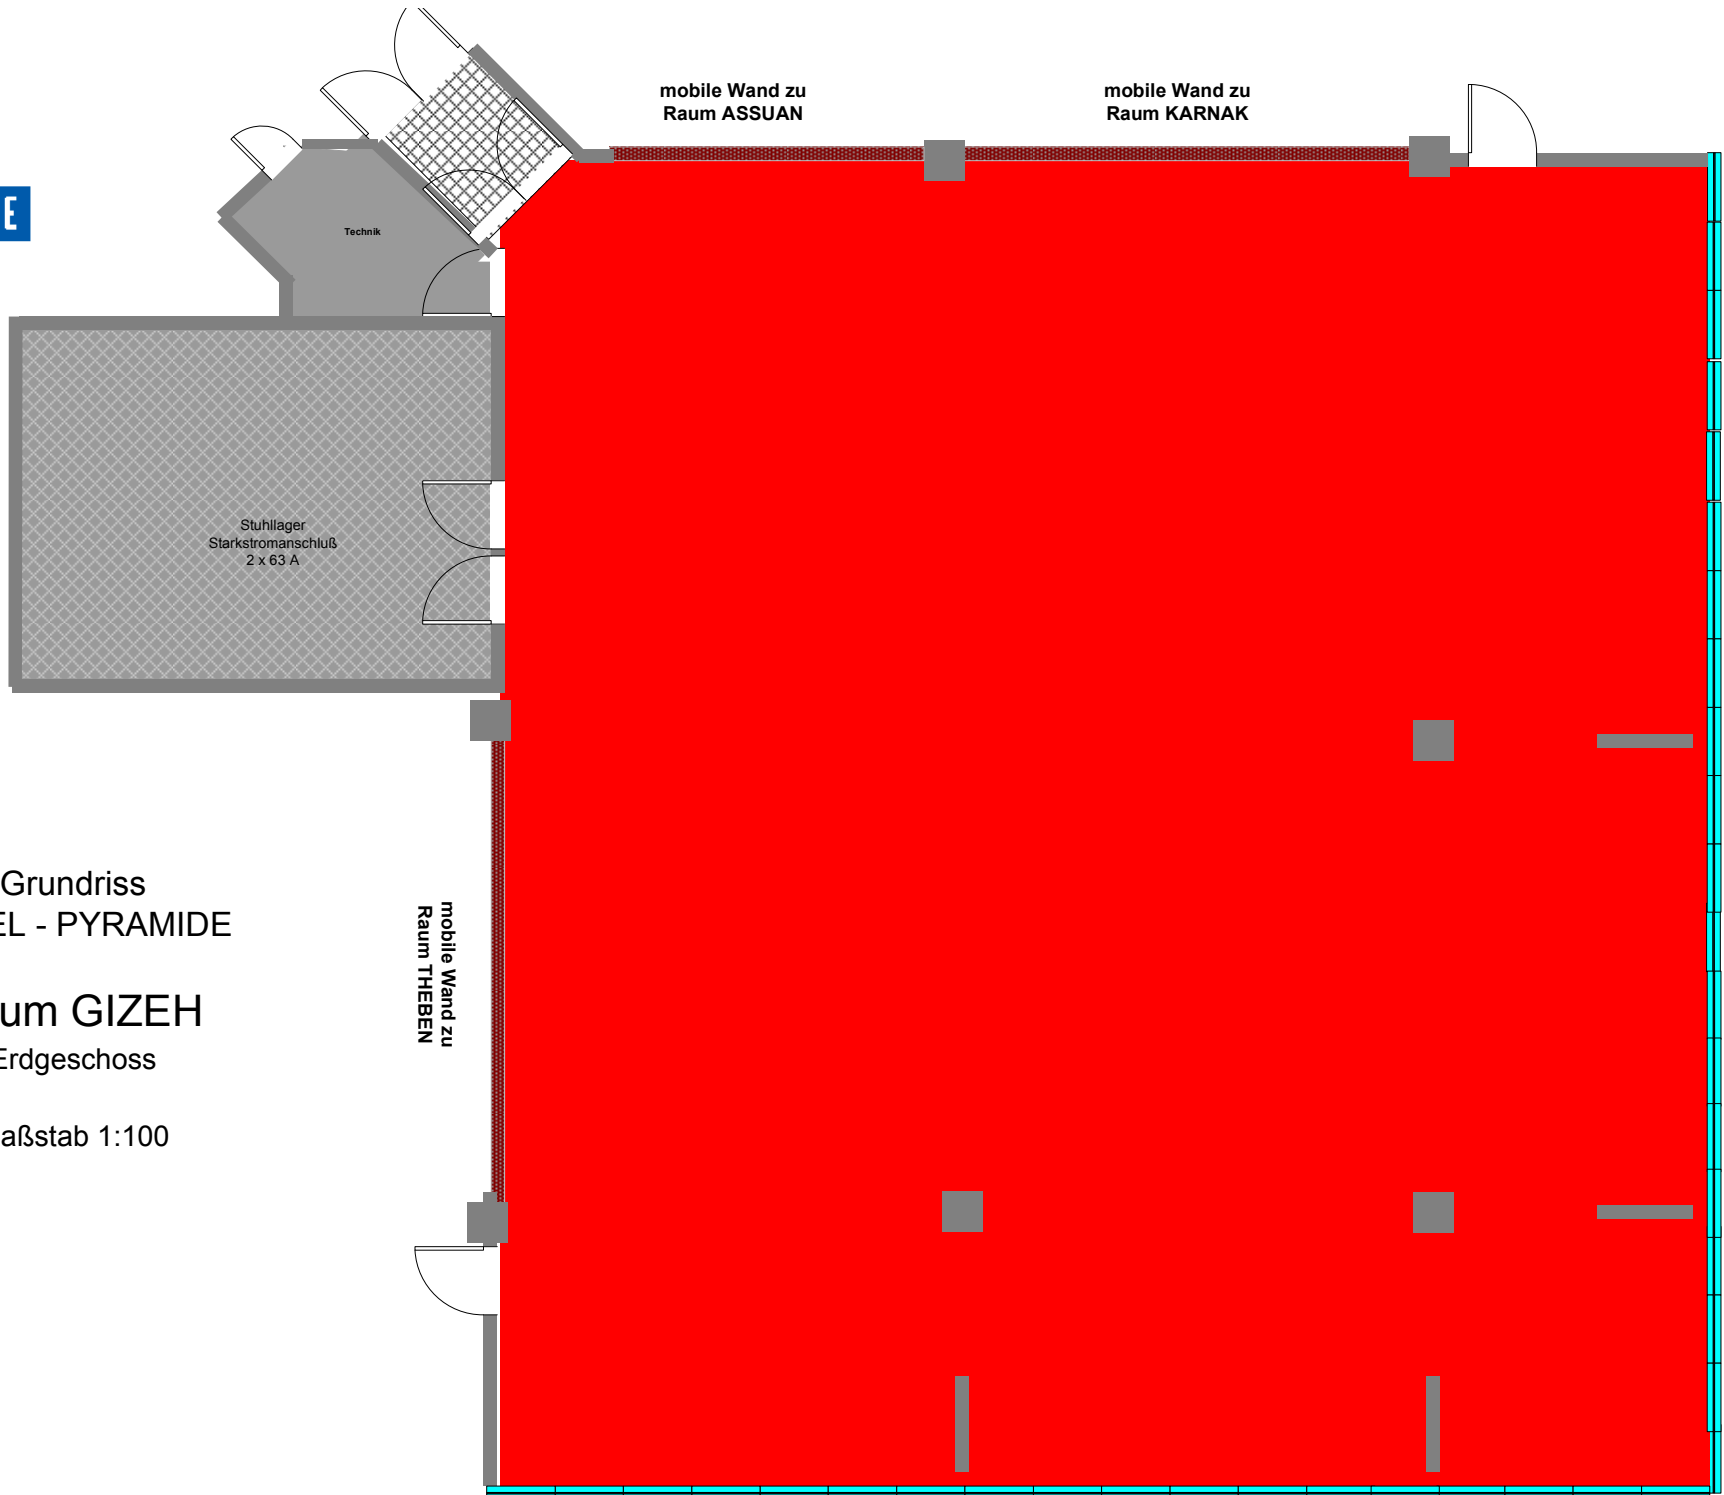 mobile Wand zu
Raum ASSUAN
mobile Wand zu
Raum KARNAK
E
Technik
Stuhllager
Starkstromanschluß
2 x 63 A
mobile Wand zu
Raum THEBEN
Grundriss
EL - PYRAMIDE
um GIZEH
Erdgeschoss
aßstab 1:100